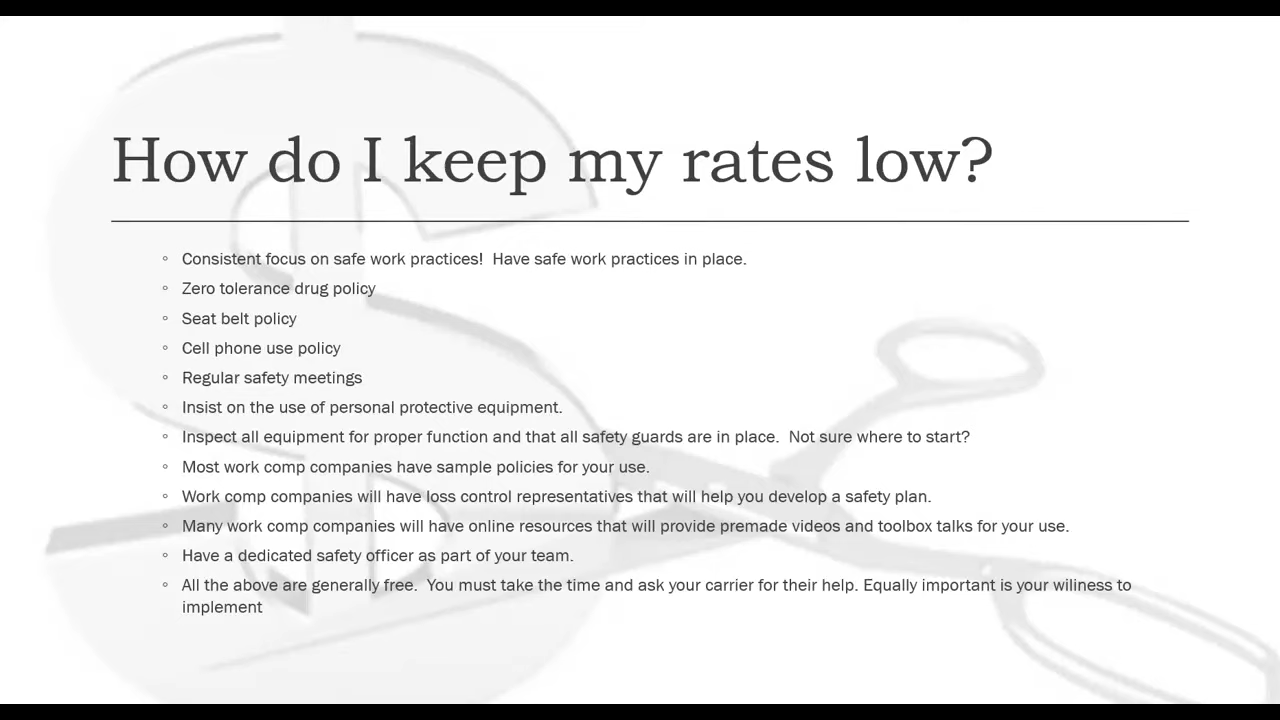 How do I keep my rates low?
◦ Consistent focus on safe work practices!  Have safe work practices in place.
◦ Zero tolerance drug policy
◦ Seat belt policy
◦ Cell phone use policy
◦ Regular safety meetings
◦ Insist on the use of personal protective equipment.
◦ Inspect all equipment for proper function and that all safety guards are in place.  Not sure where to start?
◦ Most work comp companies have sample policies for your use.
◦ Work comp companies will have loss control representatives that will help you develop a safety plan.
◦ Many work comp companies will have online resources that will provide premade videos and toolbox talks for your use.
◦ Have a dedicated safety officer as part of your team.
◦ All the above are generally free.  You must take the time and ask your carrier for their help. Equally important is your wiliness to
implement